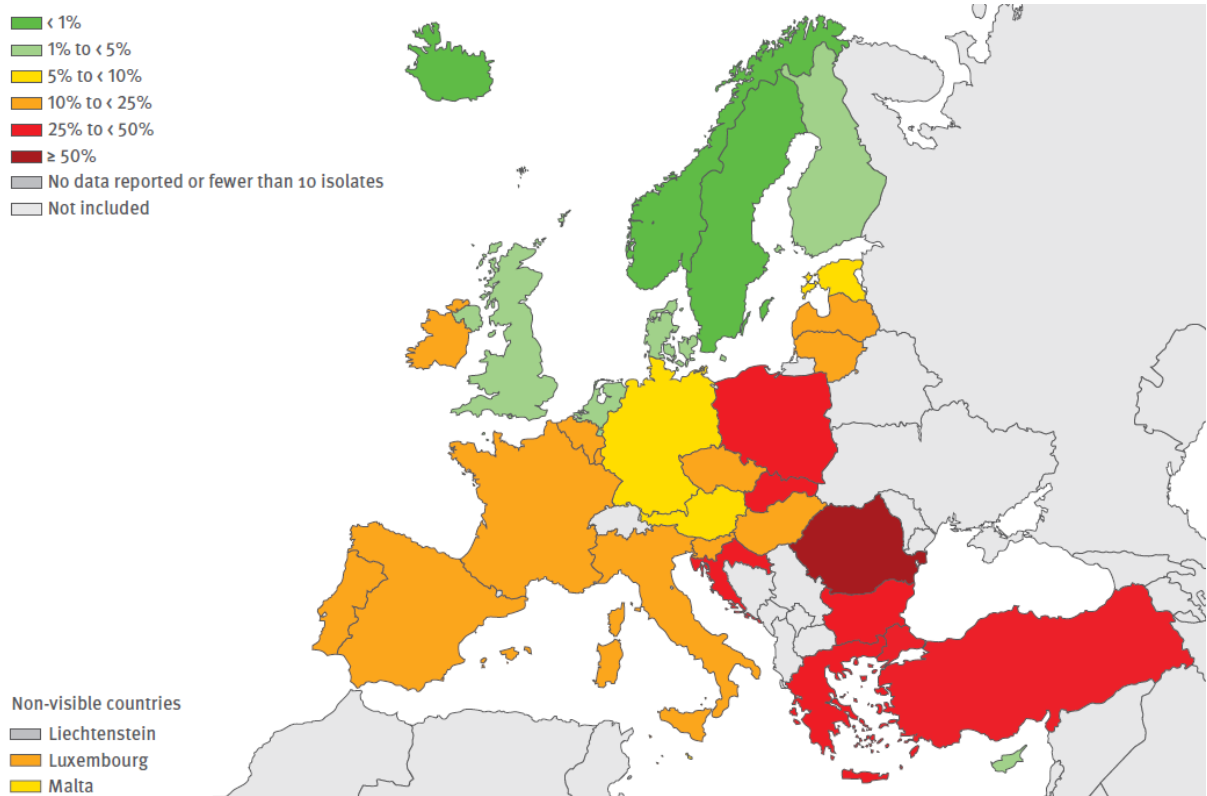 < 1%
1% to < 5%
5% to < 10%
10% to < 25%
25% to < 50%
≥ 50%
No data reported or fewer than 10 isolates
Not included
Non-visible countries
Liechtenstein
Luxembourg
Malta